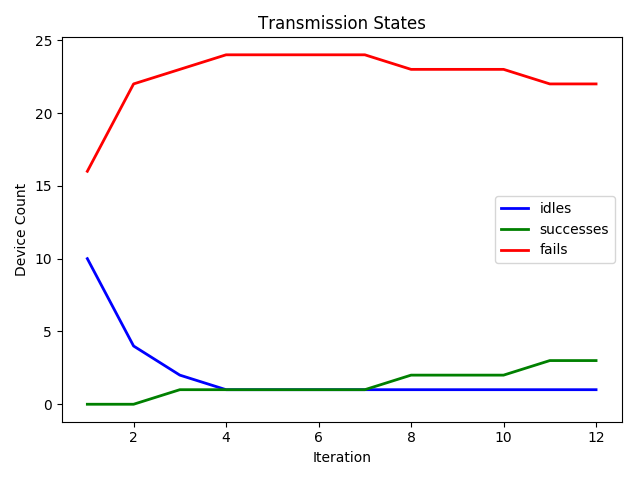 Transmission States
Device Count
25
20
15
10
5
0
idles
successes
fails
2 4 6 8 10 12
Iteration